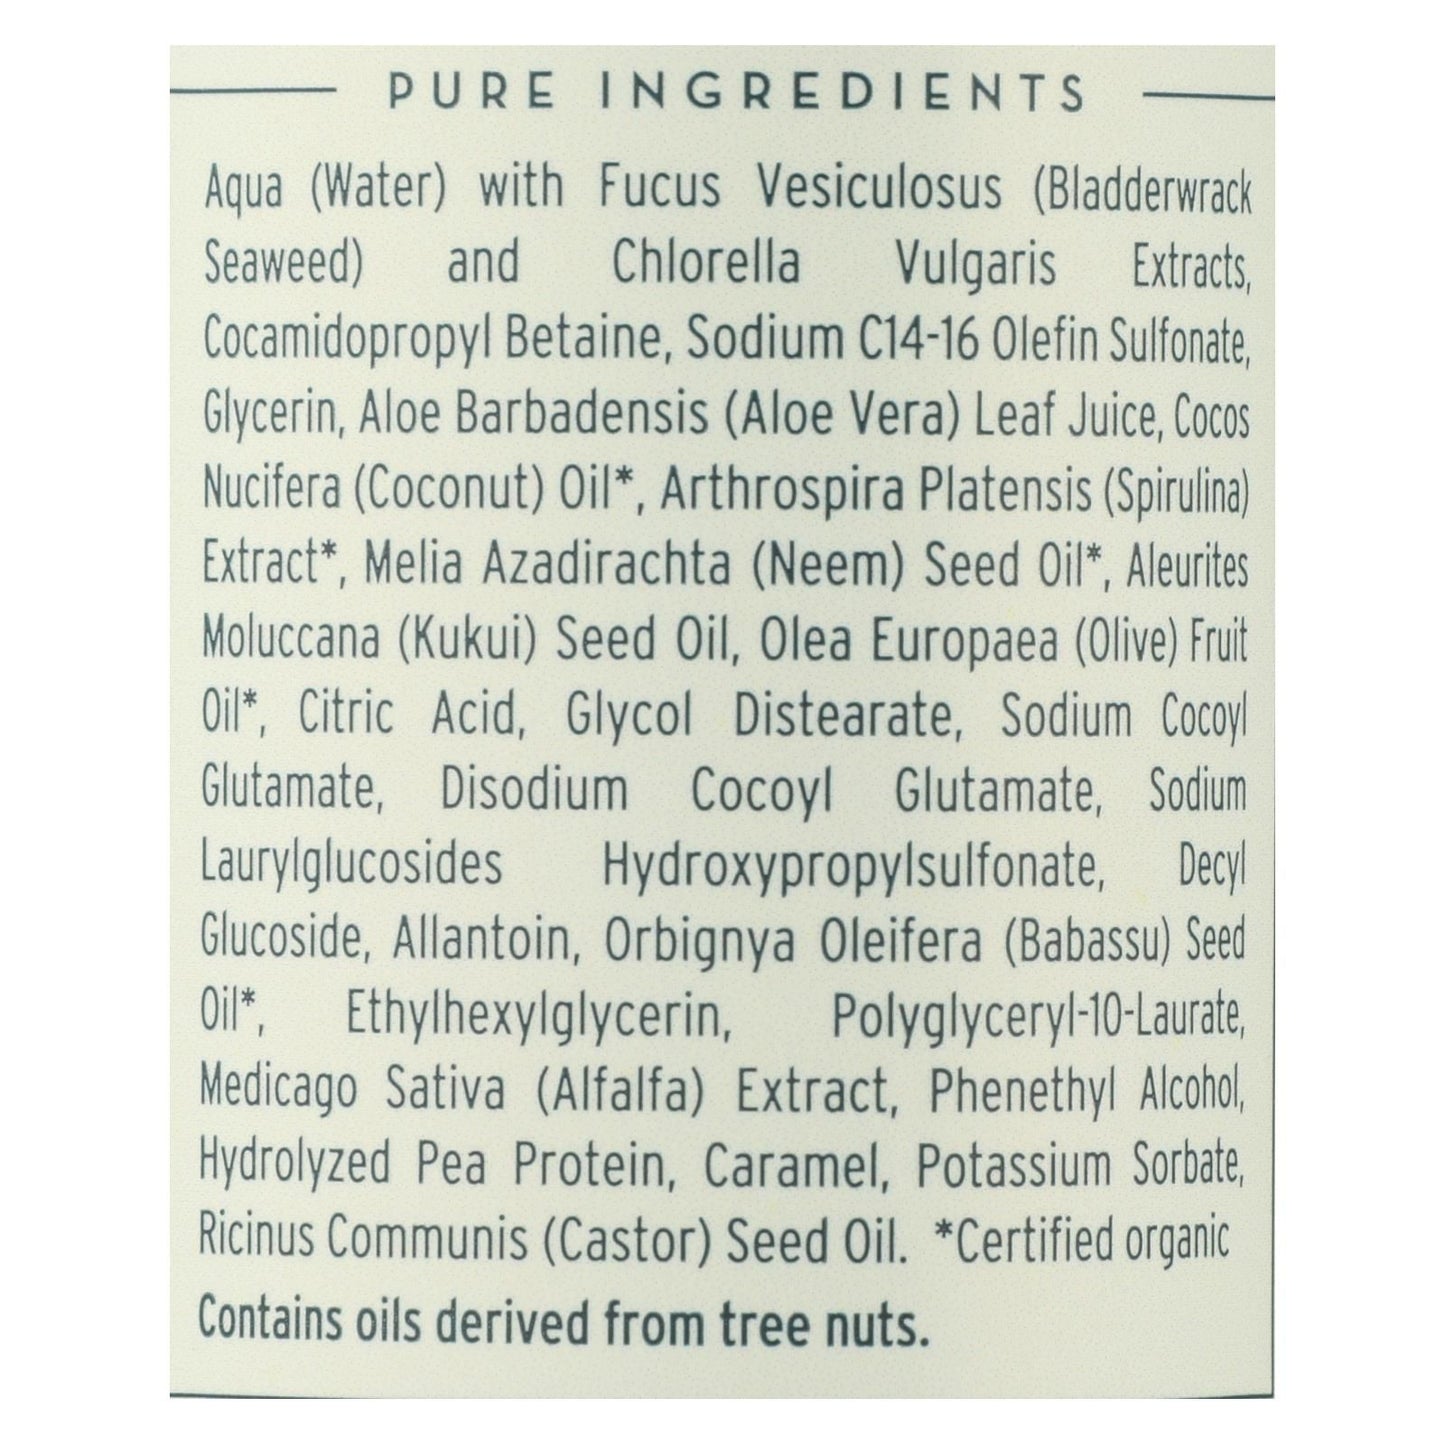 PURE INGREDIENTS
Aqua (Water) with Fucus Vesiculosus (Bladderwrack
Seaweed) and Chlorella Vulgaris Extracts,
Cocamidopropyl Betaine, Sodium C14-16 Olefin Sulfonate,
Glycerin, Aloe Barbadensis (Aloe Vera) Leaf Juice, Cocos
Nucifera (Coconut) Oil*, Arthrospira Platensis (Spirulina)
Extract*, Melia Azadirachta (Neem) Seed Oil*, Aleurites
Moluccana (Kukui) Seed Oil, Olea Europaea (Olive) Fruit
Oil*, Citric Acid, Glycol Distearate, Sodium Cocoyl
Glutamate, Disodium Cocoyl Glutamate, Sodium
Laurylglucosides Hydroxypropylsulfonate, Decyl
Glucoside, Allantoin, Orbignya Oleifera (Babassu) Seed
Oil*, Ethylhexylglycerin, Polyglyceryl-10-Laurate,
Medicago Sativa (Alfalfa) Extract, Phenethyl Alcohol,
Hydrolyzed Pea Protein, Caramel, Potassium Sorbate,
Ricinus Communis (Castor) Seed Oil. *Certified organic
Contains oils derived from tree nuts.